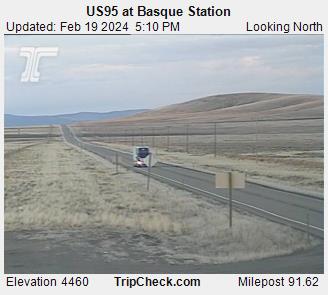 US95 at Basque Station
Updated: Feb 19 2024 5:10 PM Looking North
Elevation 4460 TripCheck.com Milepost 91.62